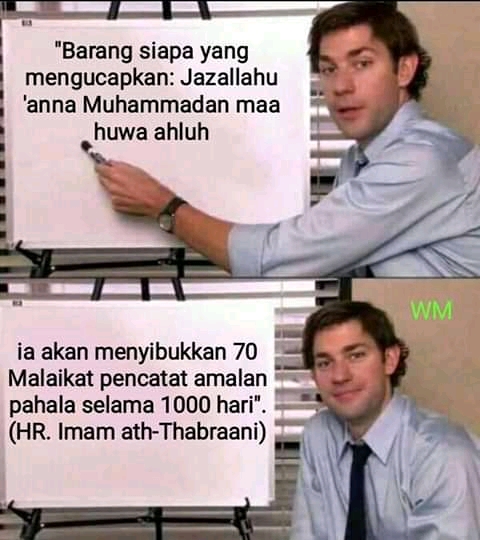 "Barang siapa yang
mengucapkan: Jazallahu
'anna Muhammadan maa
huwa ahluh
WM
ia akan menyibukkan 70
Malaikat pencatat amalan
pahala selama 1000 hari".
(HR. Imam ath-Thabraani)